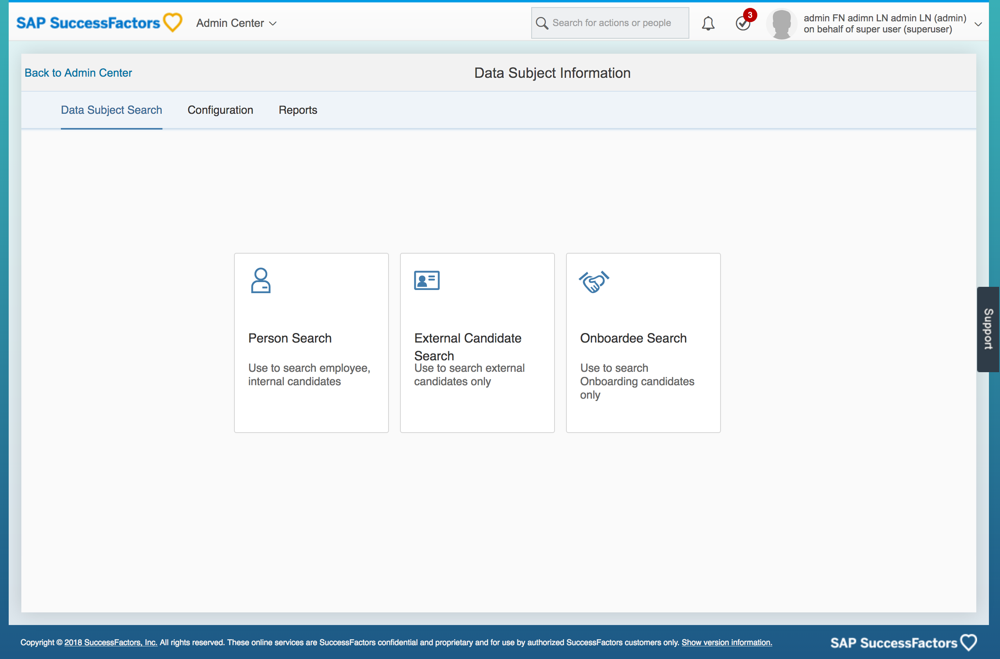 SAP SuccessFactors
Admin Center
Search for actions or people
3
admin FN adimn LN admin LN (admin)
on behalf of super user (superuser)
Back to Admin Center
Data Subject Information
Data Subject Search
Configuration
Reports
Person Search
Use to search employee,
internal candidates
External Candidate
Search
Use to search external
candidates only
Onboardee Search
Use to search
Onboarding candidates
only
Support
Copyright © 2018 SuccessFactors, Inc. All rights reserved. These online services are SuccessFactors confidential and proprietary and for use by authorized SuccessFactors customers only. Show version information.
SAP SuccessFactors